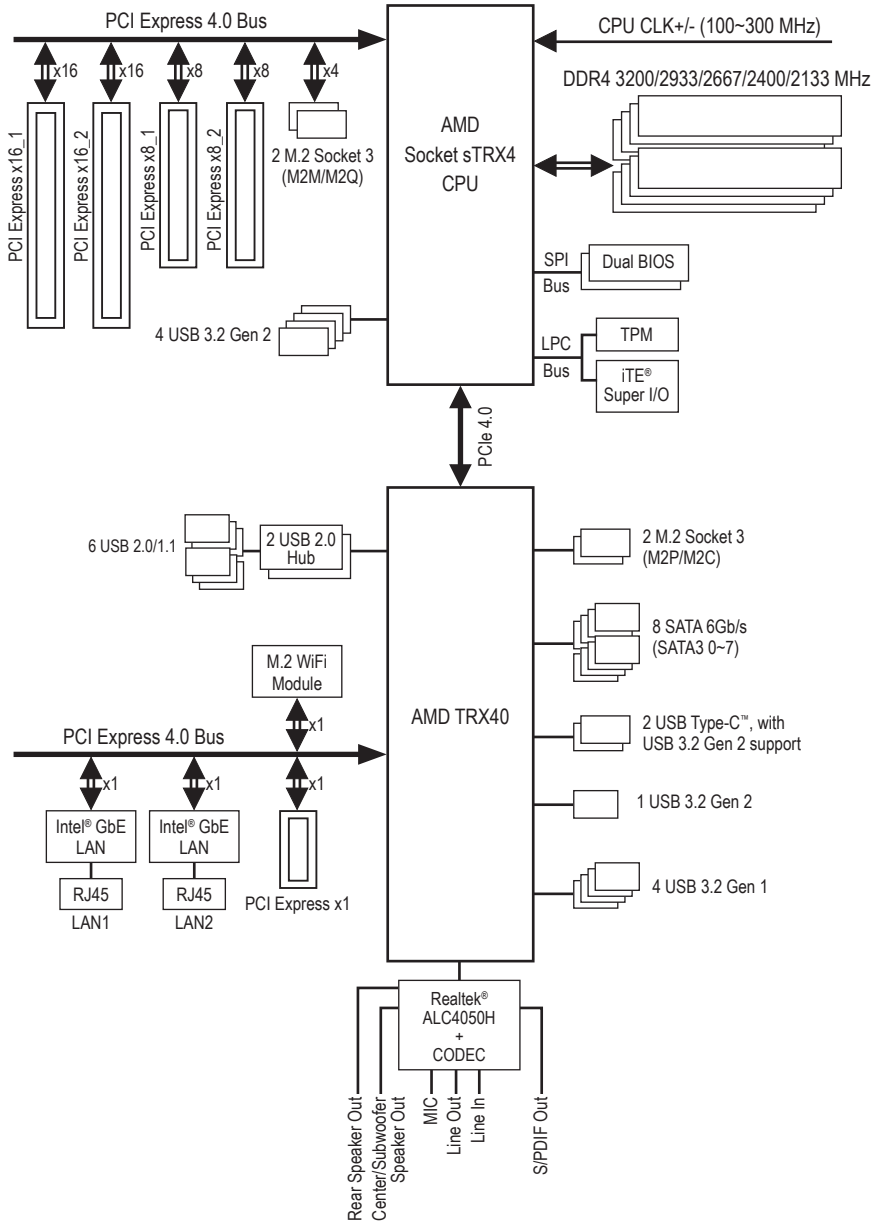 PCI Express 4.0 Bus
CPU CLK+/- (100~300 MHz)
x16
x16
x8
x8
x4
DDR4 3200/2933/2667/2400/2133 MHz
PCI Express x16_1
PCI Express x16_2
PCI Express x8_1
PCI Express x8_2
2 M.2 Socket 3
(M2M/M2Q)
AMD
Socket sTRX4
CPU
SPI
Bus
Dual BIOS
4 USB 3.2 Gen 2
LPC
Bus
TPM
iTE®
Super I/O
PCIe 4.0
6 USB 2.0/1.1
2 USB 2.0
Hub
2 M.2 Socket 3
(M2P/M2C)
8 SATA 6Gb/s
(SATA3 0~7)
M.2 WiFi
Module
x1
AMD TRX40
2 USB Type-C™, with
USB 3.2 Gen 2 support
PCI Express 4.0 Bus
x1
x1
x1
1 USB 3.2 Gen 2
Intel® GbE
LAN
Intel® GbE
LAN
RJ45
RJ45
LAN1
LAN2
PCI Express x1
4 USB 3.2 Gen 1
Realtek®
ALC4050H
+
CODEC
Rear Speaker Out
Center/Subwoofer
Speaker Out
MIC
Line Out
Line In
S/PDIF Out